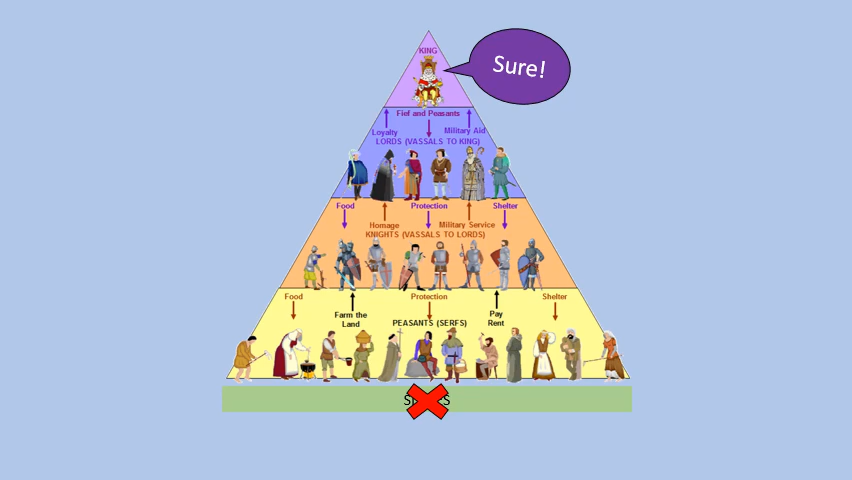 KING
Sure!
Fief and Peasants
Loyalty
Military Aid
LORDS (VASSALS TO KING)
Food
Protection
Shelter
Homage
Military Service
KNIGHTS (VASSALS TO LORDS)
Food
Protection
Shelter
Farm the
Land
Pay
Rent
PEASANTS (SERFS)